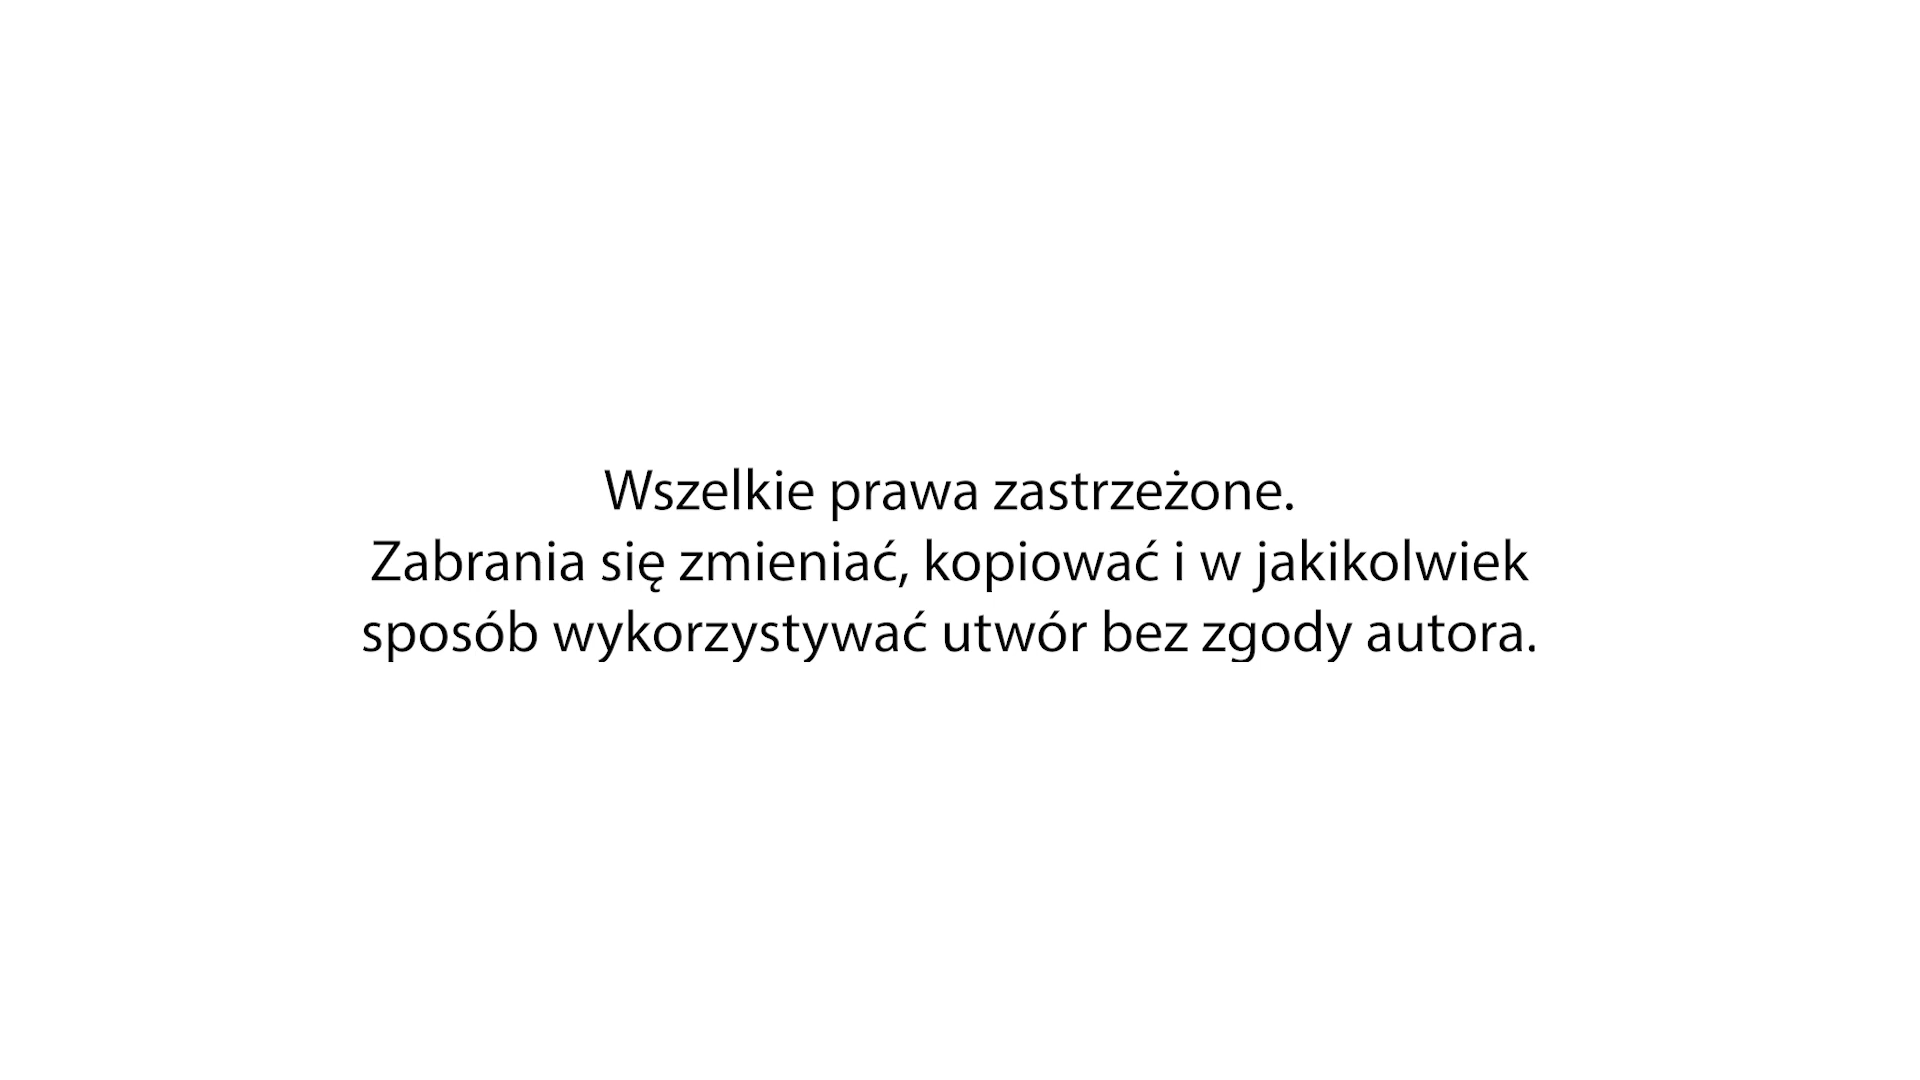 Wszelkie prawa zastrzeżone.
Zabrania się zmieniać, kopiować i w jakikolwiek
sposób wykorzystywać utwór bez zgody autora.